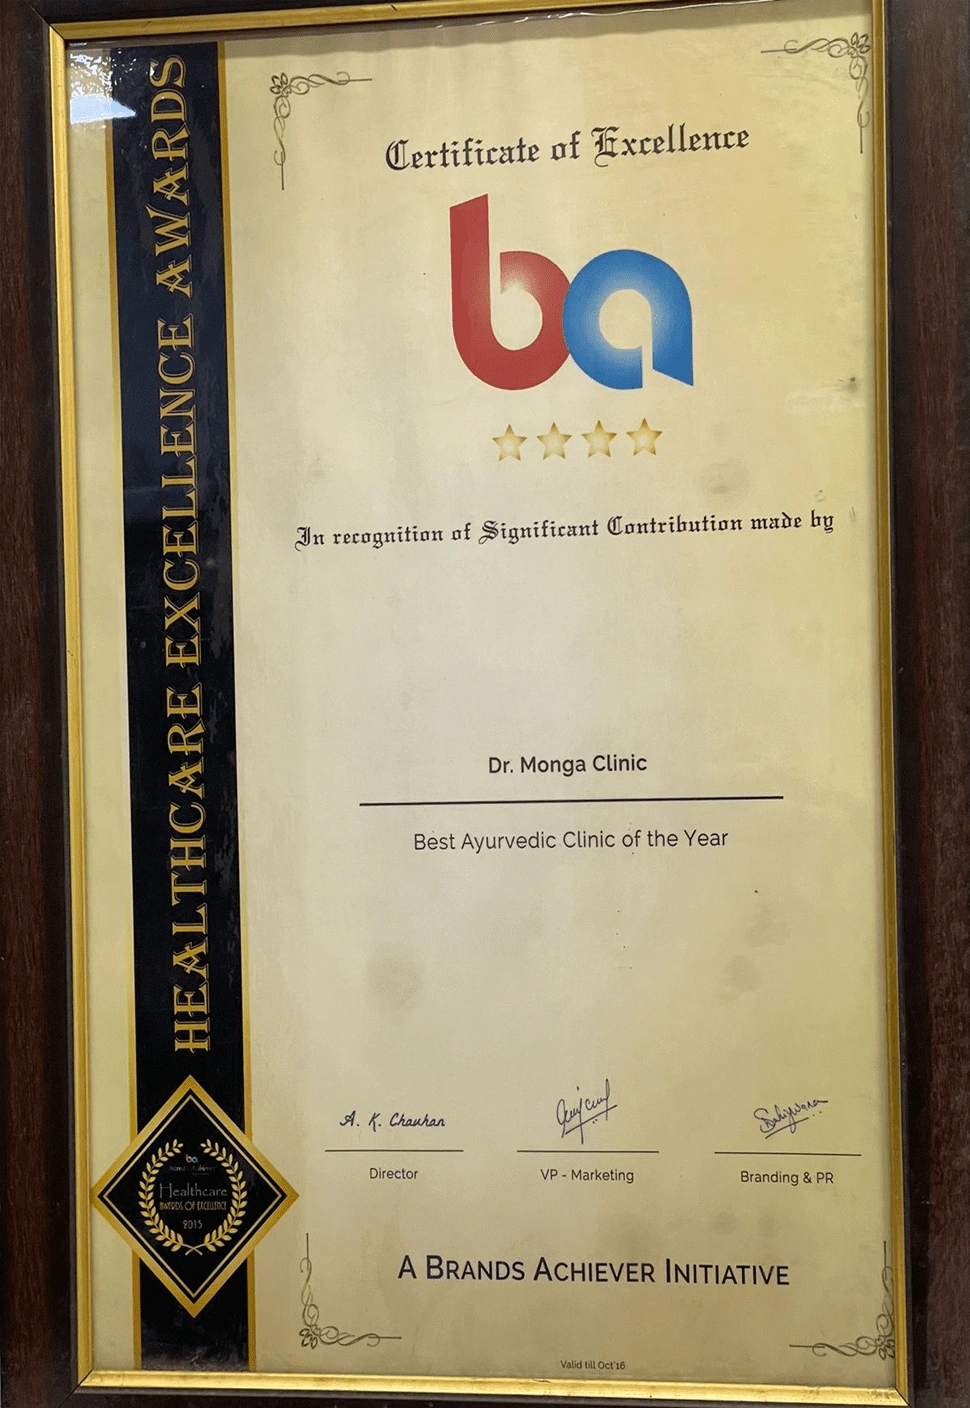 HEALTHCARE EXCELLENCE AWARDS
Certificate of Excellence
ba
In recognition of Significant Contribution made by
Dr. Monga Clinic
Best Ayurvedic Clinic of the Year
A. K. Chauhan
Director
VP - Marketing
Branding & PR
ba
Healthcare
AWARDS OF EXCELLENCE
2015
A BRANDS ACHIEVER INITIATIVE
Valid till Oct'16